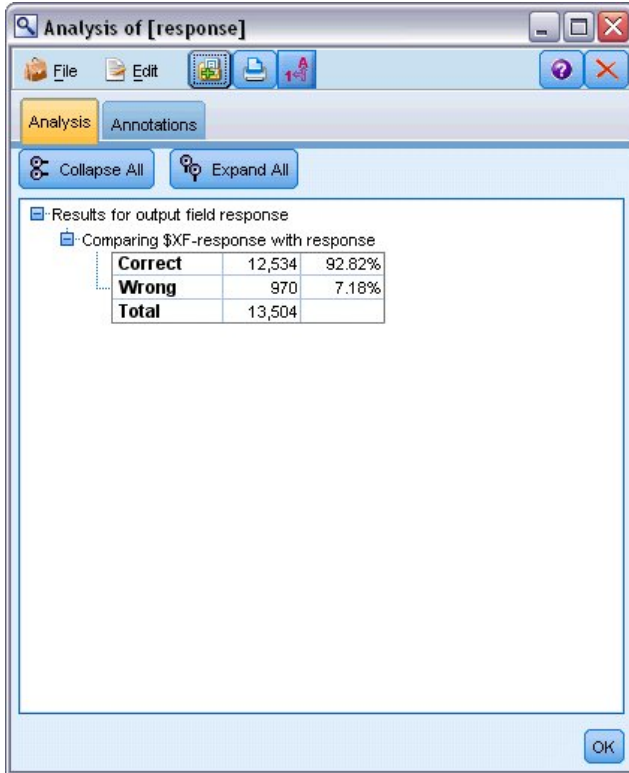 Analysis of [response]
File Edit
Analysis Annotations
Collapse All Expand All
Results for output field response
Comparing $XF-response with response
Correct 12,534 92.82%
Wrong 970 7.18%
Total 13,504
OK